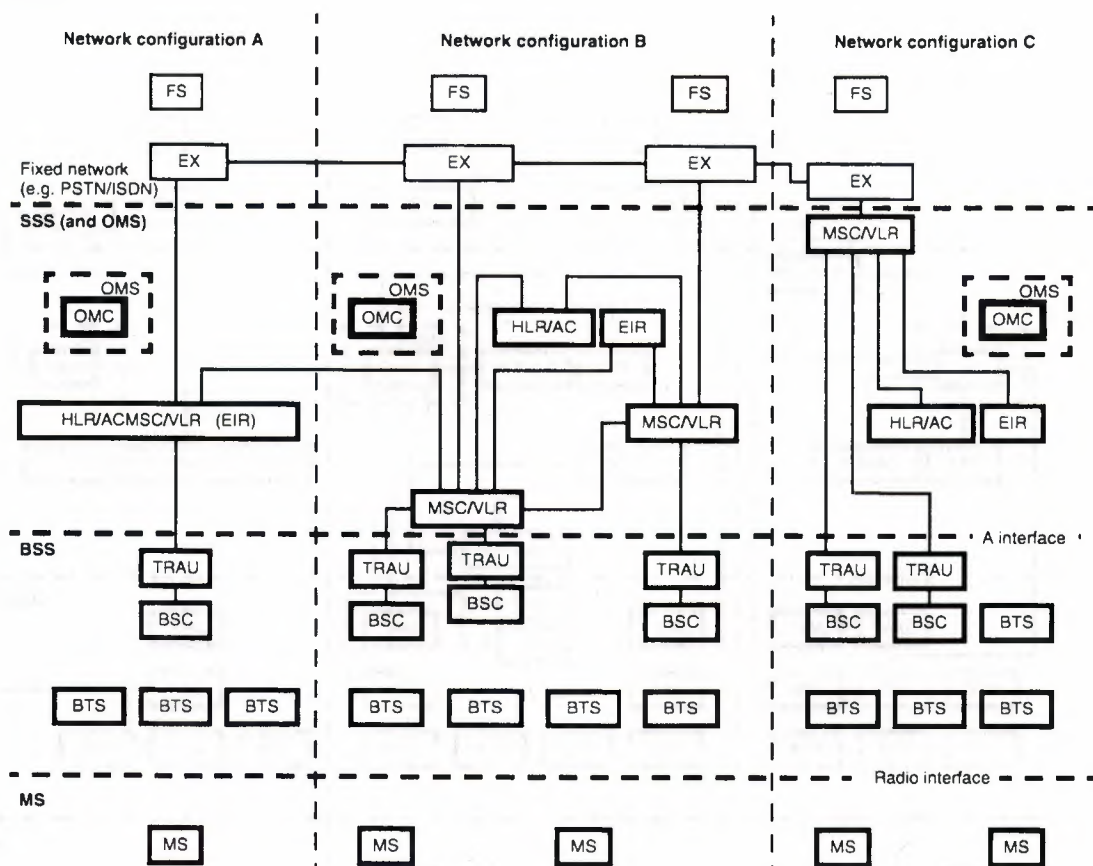 Network configuration A
Network configuration B
Network configuration C
FS
FS
FS
FS
EX
EX
EX
EX
Fixed network
(e.g. PSTN/ISDN)
SSS (and OMS)
MSC/VLR
OMS
OMC
OMS
OMC
HLR/AC
EIR
OMS
OMC
HLR/ACMSC/VLR (EIR)
MSC/VLR
HLR/AC
EIR
MSC/VLR
BSS
A interface
TRAU
TRAU
TRAU
TRAU
TRAU
TRAU
BSC
BSC
BSC
BSC
BSC
BSC
BTS
BTS
BTS
BTS
BTS
BTS
BTS
BTS
BTS
BTS
BTS
Radio interface
MS
MS
MS
MS
MS
MS